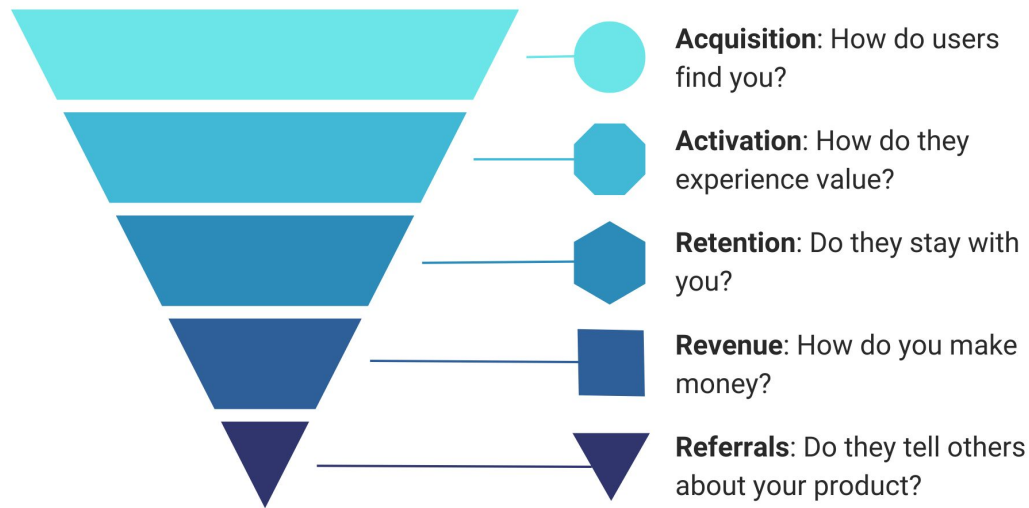 Acquisition: How do users
find you?
Activation: How do they
experience value?
Retention: Do they stay with
you?
Revenue: How do you make
money?
Referrals: Do they tell others
about your product?